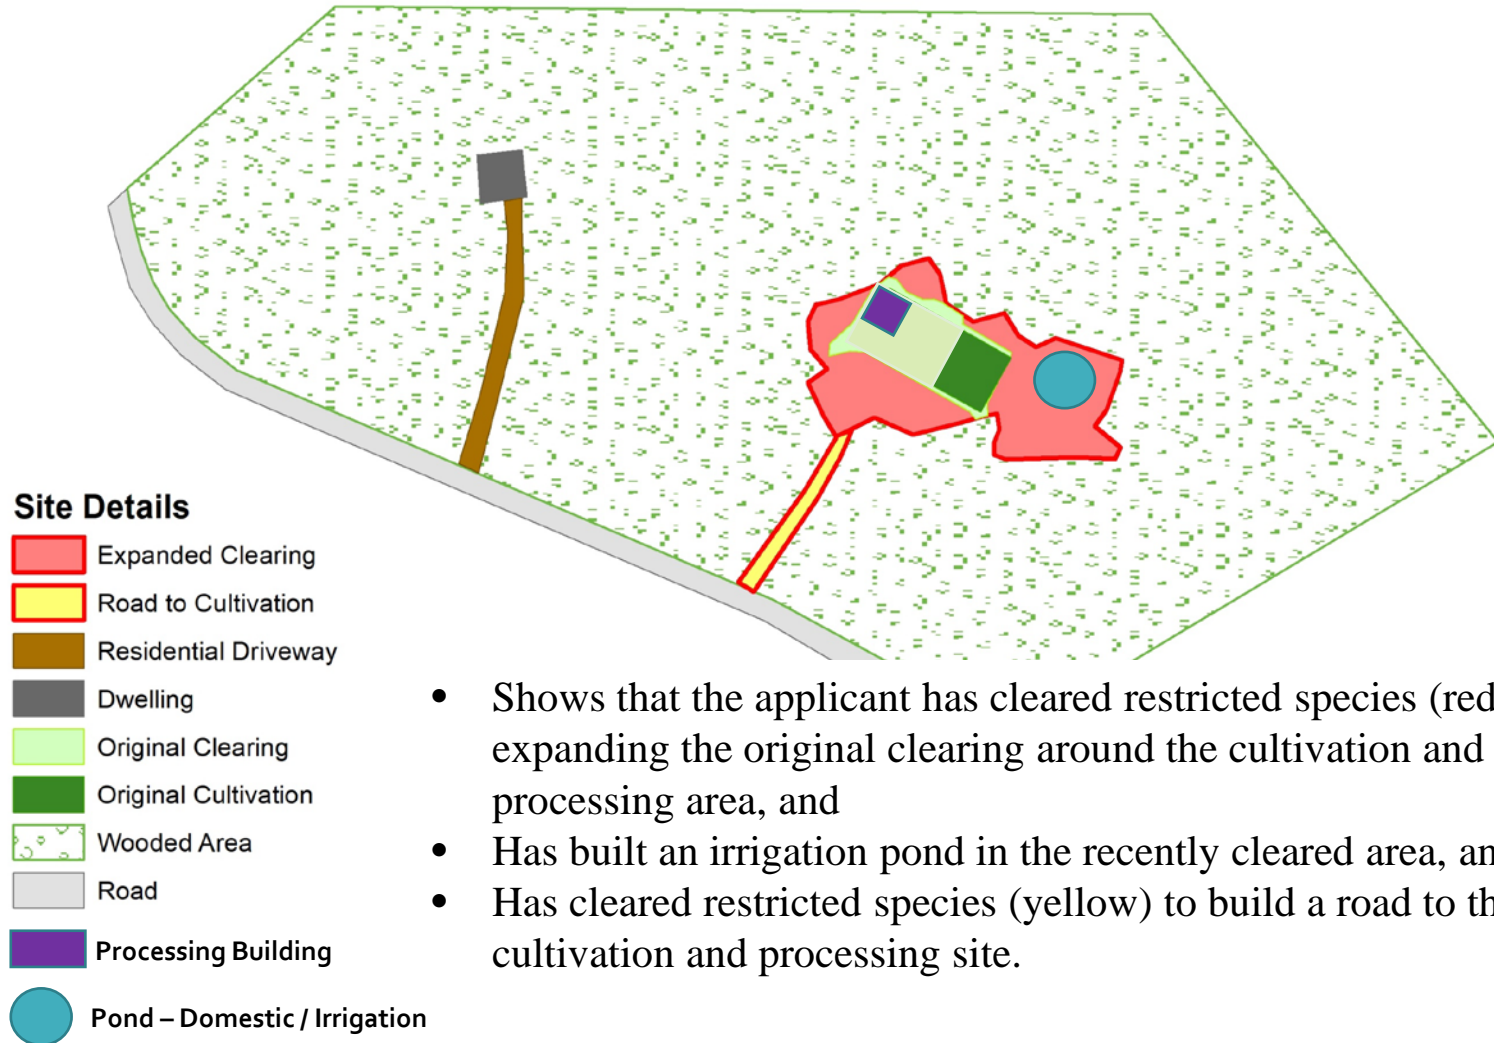 Site Details
Expanded Clearing
Road to Cultivation
Residential Driveway
Dwelling
Original Clearing
Original Cultivation
Wooded Area
Road
Processing Building
Pond – Domestic / Irrigation
• Shows that the applicant has cleared restricted species (red
expanding the original clearing around the cultivation and
processing area, and
• Has built an irrigation pond in the recently cleared area, an
• Has cleared restricted species (yellow) to build a road to th
cultivation and processing site.